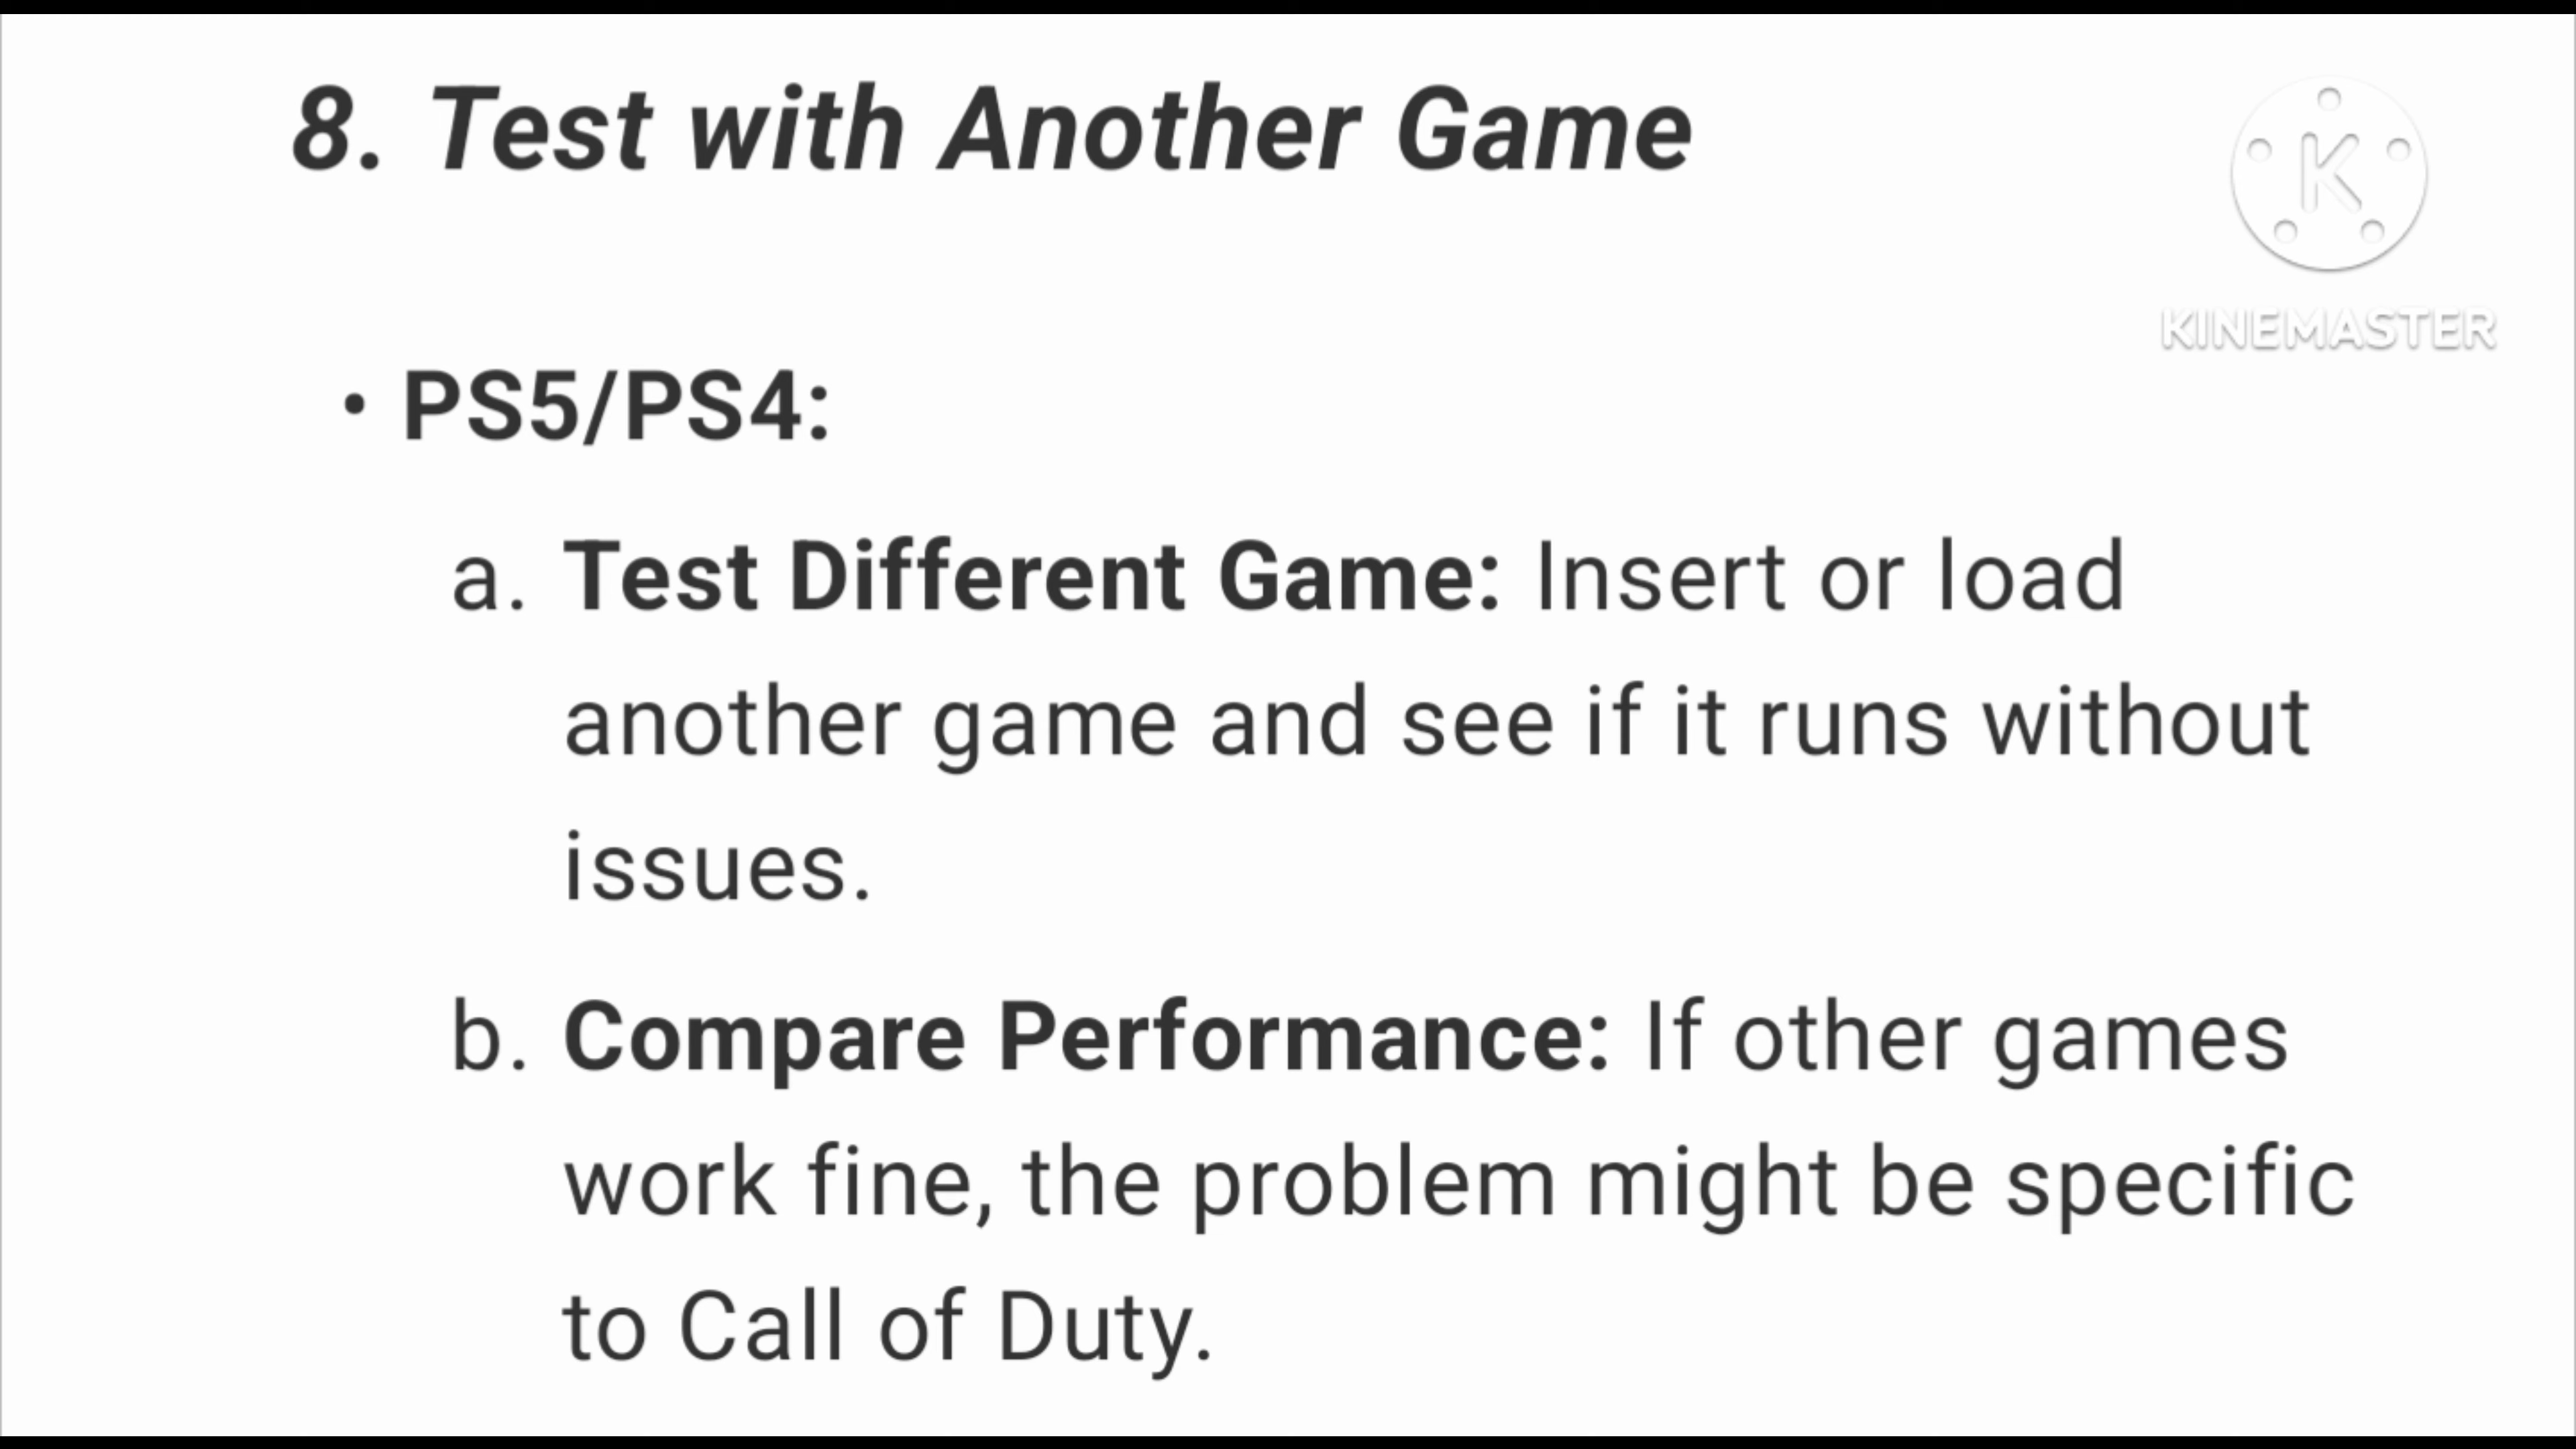 8. Test with Another Game
K
KINEMASTER
• PS5/PS4:
a. Test Different Game: Insert or load
another game and see if it runs without
issues.
b. Compare Performance: If other games
work fine, the problem might be specific
to Call of Duty.